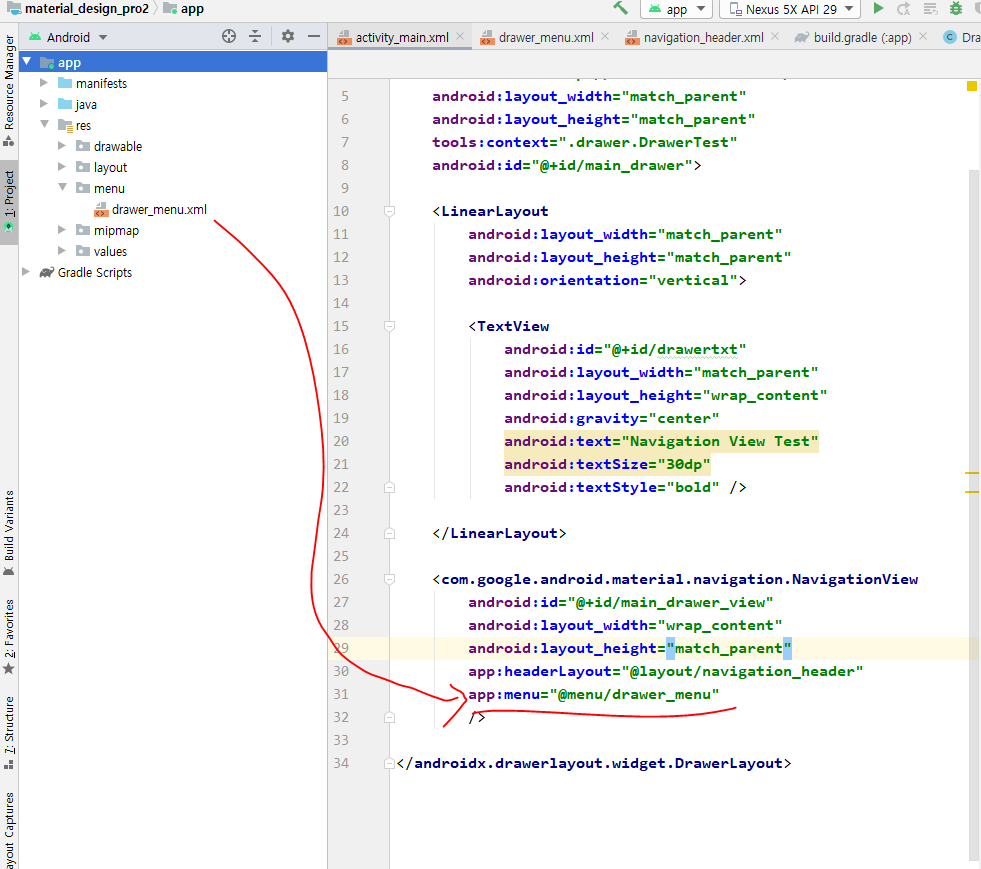 material_design_pro2 app
app
Nexus 5X API 29
Android
activity_main.xml
drawer_menu.xml
navigation_header.xml
build.gradle (:app)
Dra
Resource Manager
1: Project
Build Variants
2: Favorites
7: Structure
ayout Captures
app
manifests
java
res
drawable
layout
menu
drawer_menu.xml
mipmap
values
Gradle Scripts
5 android:layout_width="match_parent"
6 android:layout_height="match_parent"
7 tools:context=".drawer.DrawerTest"
8 android:id="@+id/main_drawer">
9
10 <LinearLayout
11 android:layout_width="match_parent"
12 android:layout_height="match_parent"
13 android:orientation="vertical">
14
15 <TextView
16 android:id="@+id/drawertxt"
17 android:layout_width="match_parent"
18 android:layout_height="wrap_content"
19 android:gravity="center"
20 android:text="Navigation View Test"
21 android:textSize="30dp"
22 android:textStyle="bold" />
23
24 </LinearLayout>
25
26 <com.google.android.material.navigation.NavigationView
27 android:id="@+id/main_drawer_view"
28 android:layout_width="wrap_content"
29 android:layout_height="match_parent"
30 app:headerLayout="@layout/navigation_header"
31 app:menu="@menu/drawer_menu"
32 />
33
34 </androidx.drawerlayout.widget.DrawerLayout>